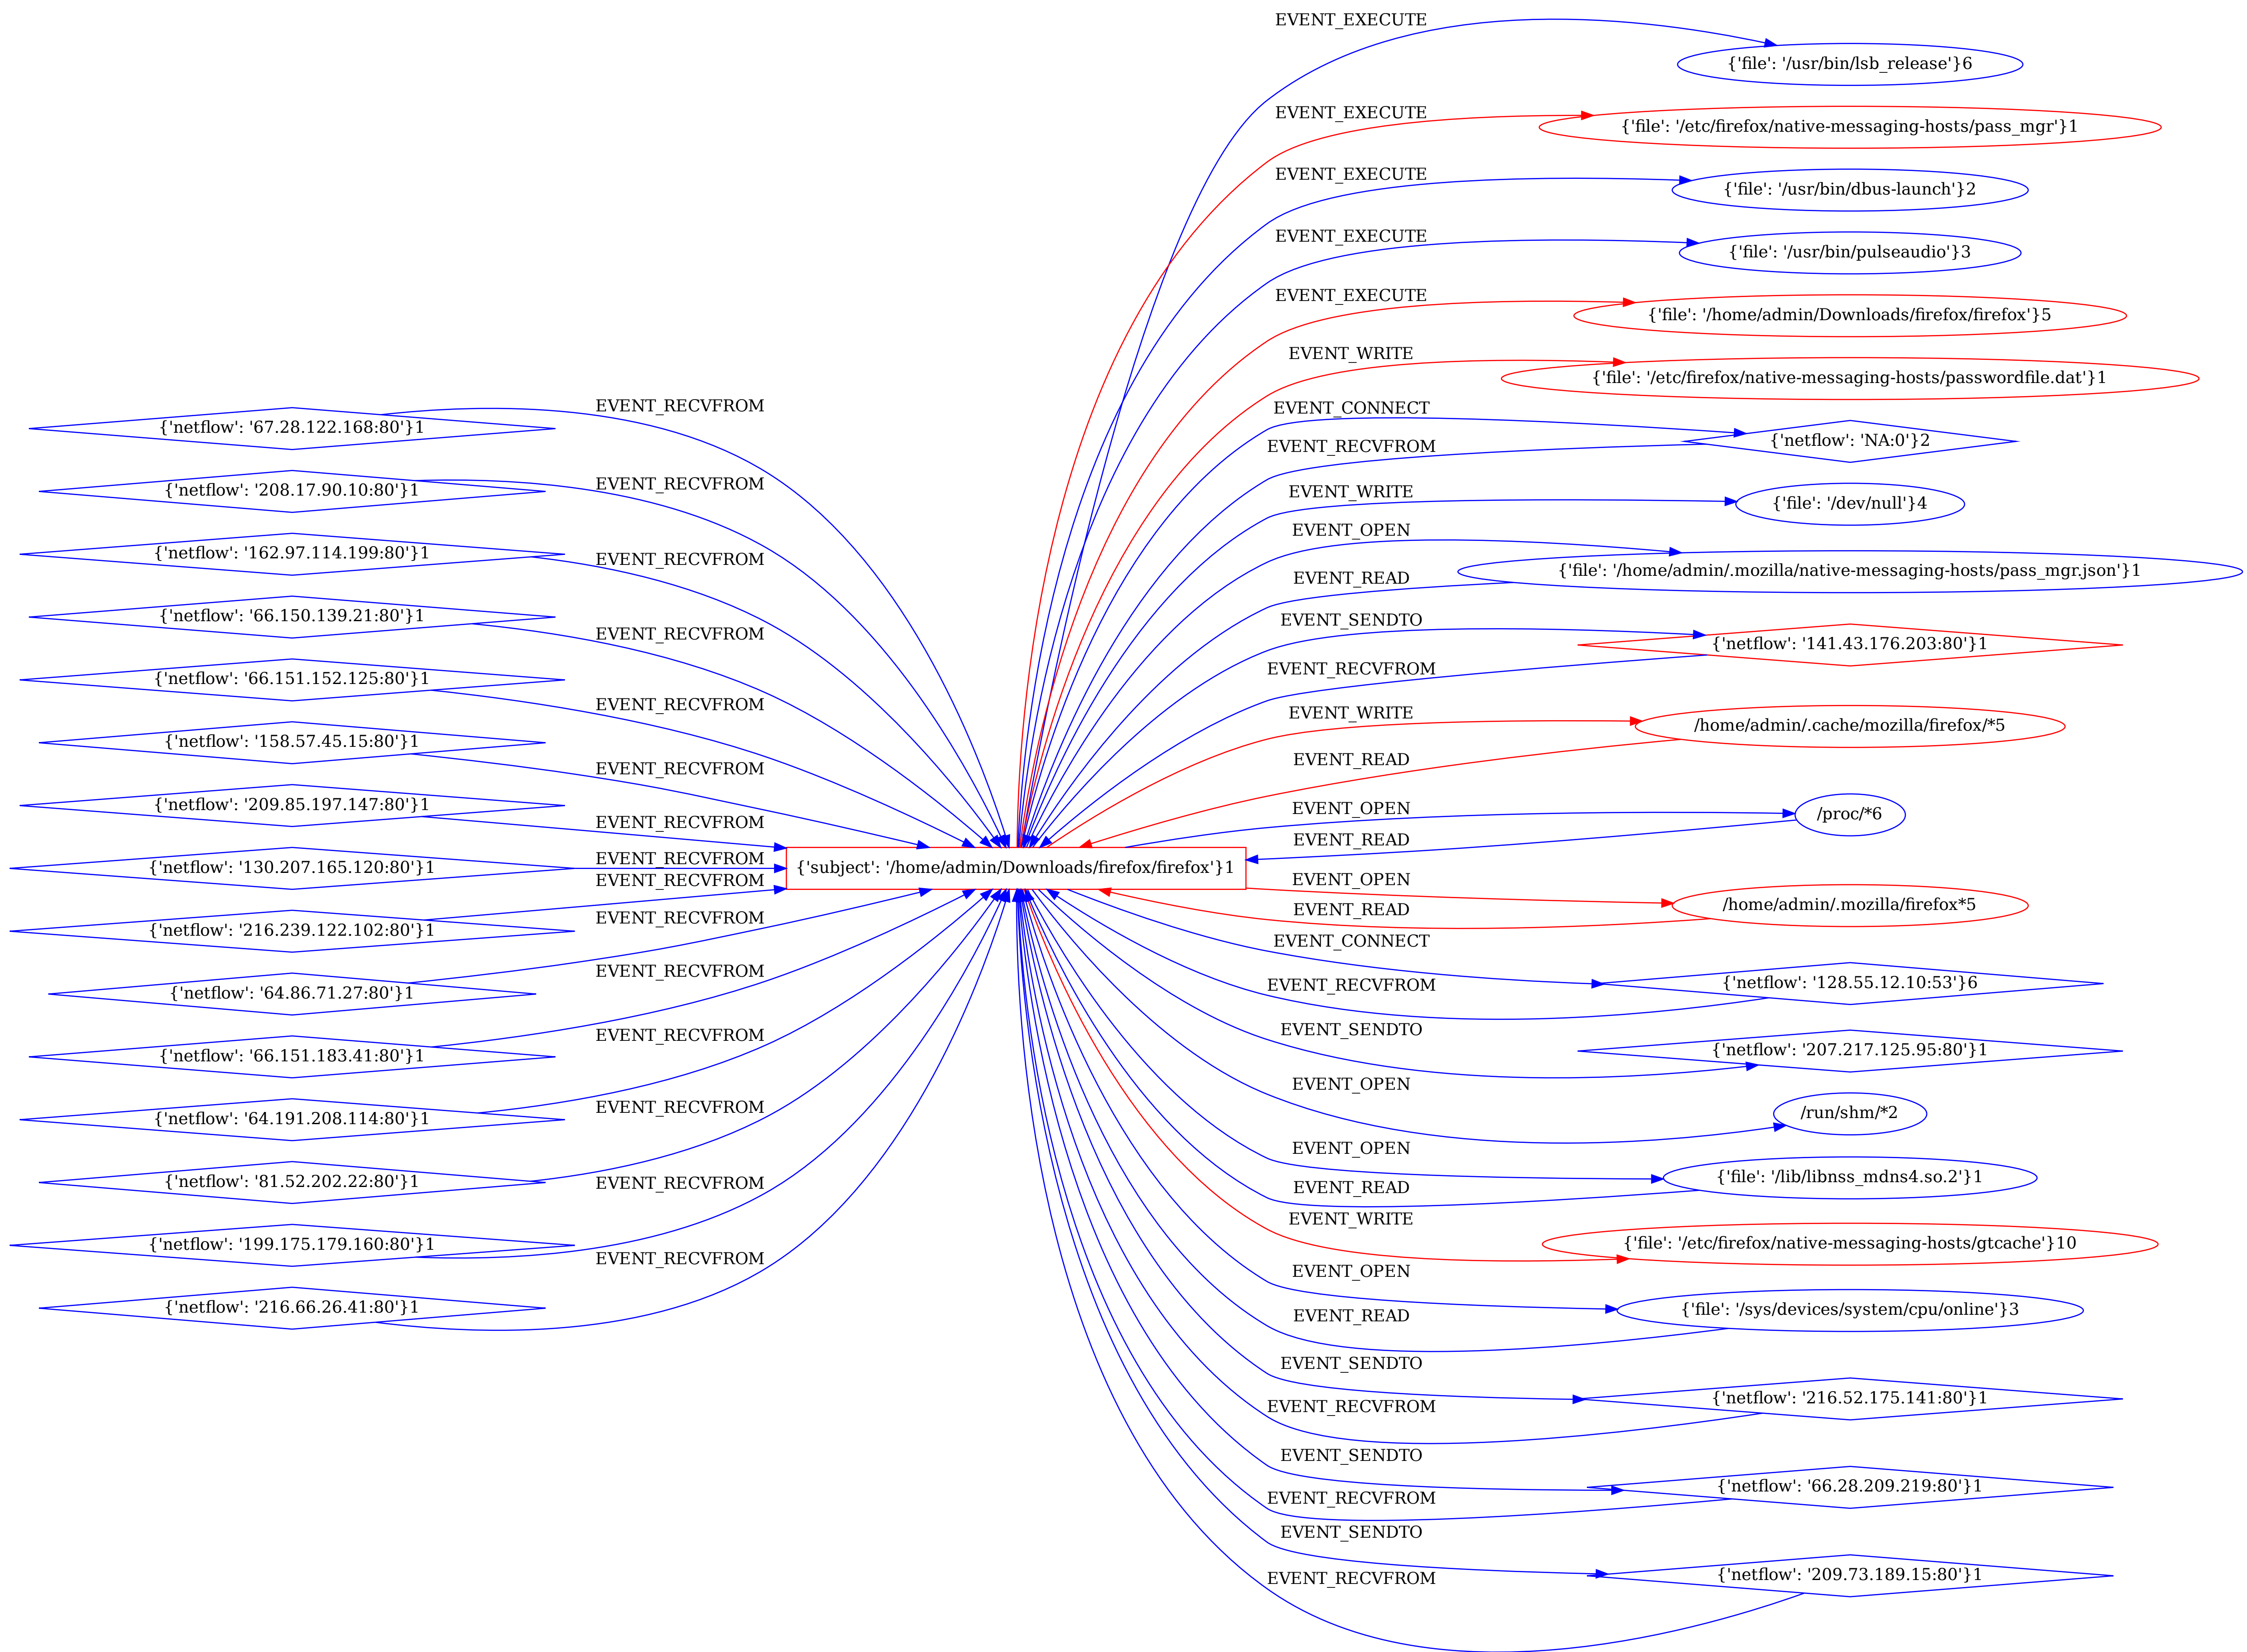 EVENT_EXECUTE
{'file': '/usr/bin/lsb_release'}6
EVENT_EXECUTE
{'file': '/etc/firefox/native-messaging-hosts/pass_mgr'}1
EVENT_EXECUTE
{'file': '/usr/bin/dbus-launch'}2
EVENT_EXECUTE
{'file': '/usr/bin/pulseaudio'}3
EVENT_EXECUTE
{'file': '/home/admin/Downloads/firefox/firefox'}5
EVENT_WRITE
{'file': '/etc/firefox/native-messaging-hosts/passwordfile.dat'}1
EVENT_CONNECT
{'netflow': 'NA:0'}2
EVENT_RECVFROM
EVENT_WRITE
{'file': '/dev/null'}4
EVENT_OPEN
{'file': '/home/admin/.mozilla/native-messaging-hosts/pass_mgr.json'}1
EVENT_READ
EVENT_SENDTO
{'netflow': '141.43.176.203:80'}1
EVENT_RECVFROM
EVENT_WRITE
/home/admin/.cache/mozilla/firefox/*5
EVENT_READ
EVENT_OPEN
/proc/*6
EVENT_READ
EVENT_OPEN
/home/admin/.mozilla/firefox*5
EVENT_READ
EVENT_CONNECT
{'netflow': '128.55.12.10:53'}6
EVENT_RECVFROM
EVENT_SENDTO
{'netflow': '207.217.125.95:80'}1
EVENT_OPEN
/run/shm/*2
EVENT_OPEN
{'file': '/lib/libnss_mdns4.so.2'}1
EVENT_READ
EVENT_WRITE
{'file': '/etc/firefox/native-messaging-hosts/gtcache'}10
EVENT_OPEN
{'file': '/sys/devices/system/cpu/online'}3
EVENT_READ
EVENT_SENDTO
{'netflow': '216.52.175.141:80'}1
EVENT_RECVFROM
EVENT_SENDTO
{'netflow': '66.28.209.219:80'}1
EVENT_RECVFROM
EVENT_SENDTO
{'netflow': '209.73.189.15:80'}1
EVENT_RECVFROM
{'subject': '/home/admin/Downloads/firefox/firefox'}1
{'netflow': '67.28.122.168:80'}1
EVENT_RECVFROM
{'netflow': '208.17.90.10:80'}1
EVENT_RECVFROM
{'netflow': '162.97.114.199:80'}1
EVENT_RECVFROM
{'netflow': '66.150.139.21:80'}1
EVENT_RECVFROM
{'netflow': '66.151.152.125:80'}1
EVENT_RECVFROM
{'netflow': '158.57.45.15:80'}1
EVENT_RECVFROM
{'netflow': '209.85.197.147:80'}1
EVENT_RECVFROM
{'netflow': '130.207.165.120:80'}1
EVENT_RECVFROM
{'netflow': '216.239.122.102:80'}1
EVENT_RECVFROM
{'netflow': '64.86.71.27:80'}1
EVENT_RECVFROM
{'netflow': '66.151.183.41:80'}1
EVENT_RECVFROM
{'netflow': '64.191.208.114:80'}1
EVENT_RECVFROM
{'netflow': '81.52.202.22:80'}1
EVENT_RECVFROM
{'netflow': '199.175.179.160:80'}1
EVENT_RECVFROM
{'netflow': '216.66.26.41:80'}1
EVENT_RECVFROM